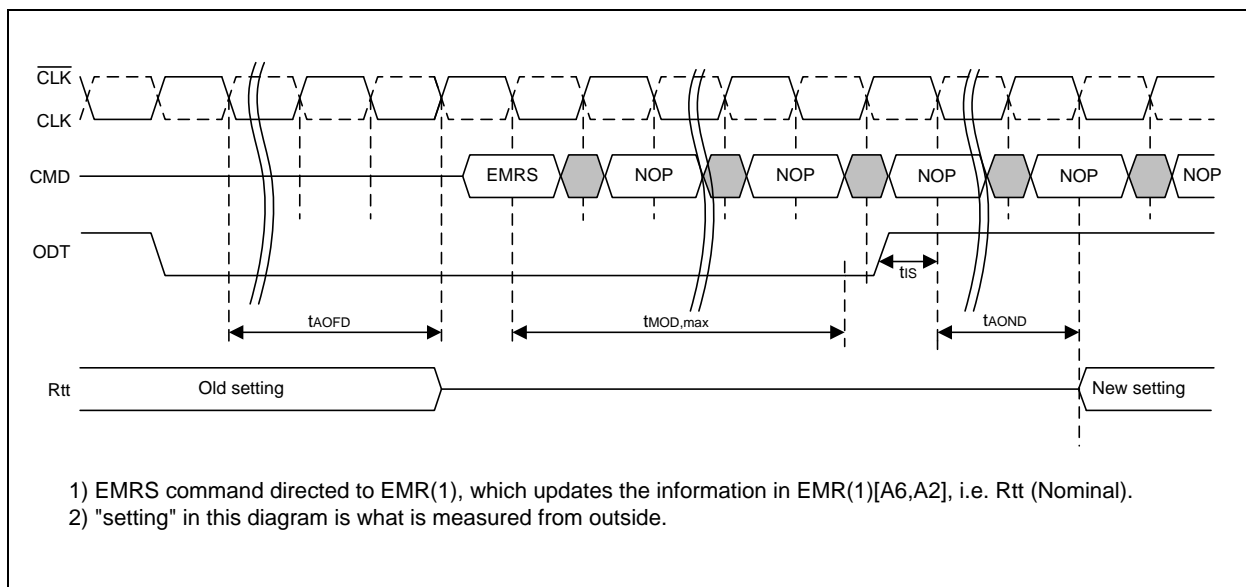 CLK
CLK
CMD
EMRS
NOP
NOP
NOP
NOP
NOP
ODT
tIS
tAOFD
tMOD,max
tAOND
Rtt
Old setting
New setting
1) EMRS command directed to EMR(1), which updates the information in EMR(1)[A6,A2], i.e. Rtt (Nominal).
2) "setting" in this diagram is what is measured from outside.